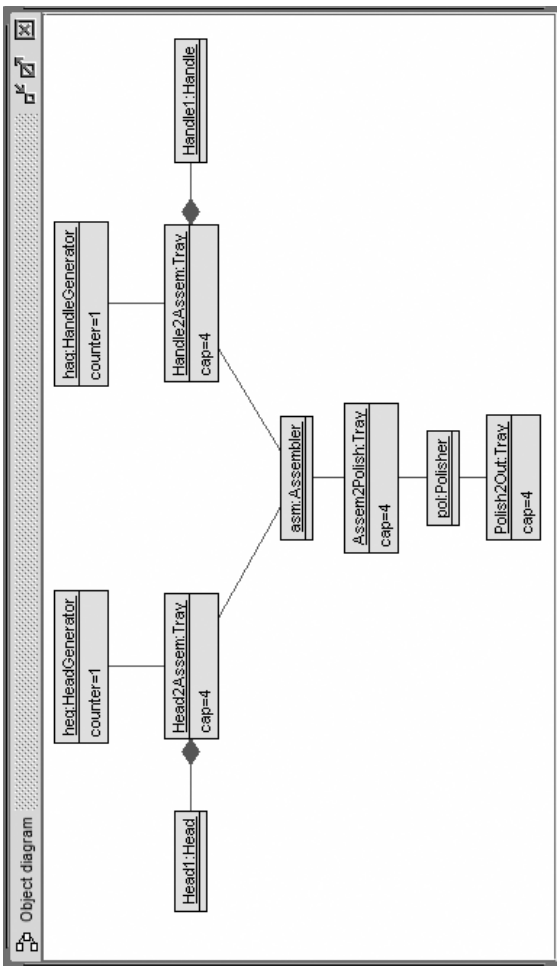 Object diagram
heg:HeadGenerator
counter=1
hag:HandleGenerator
counter=1
Head1:Head
Head2Assem:Tray
cap=4
Handle2Assem:Tray
cap=4
Handle1:Handle
asm:Assembler
Assem2Polish:Tray
cap=4
pol:Polisher
Polish2Out:Tray
cap=4